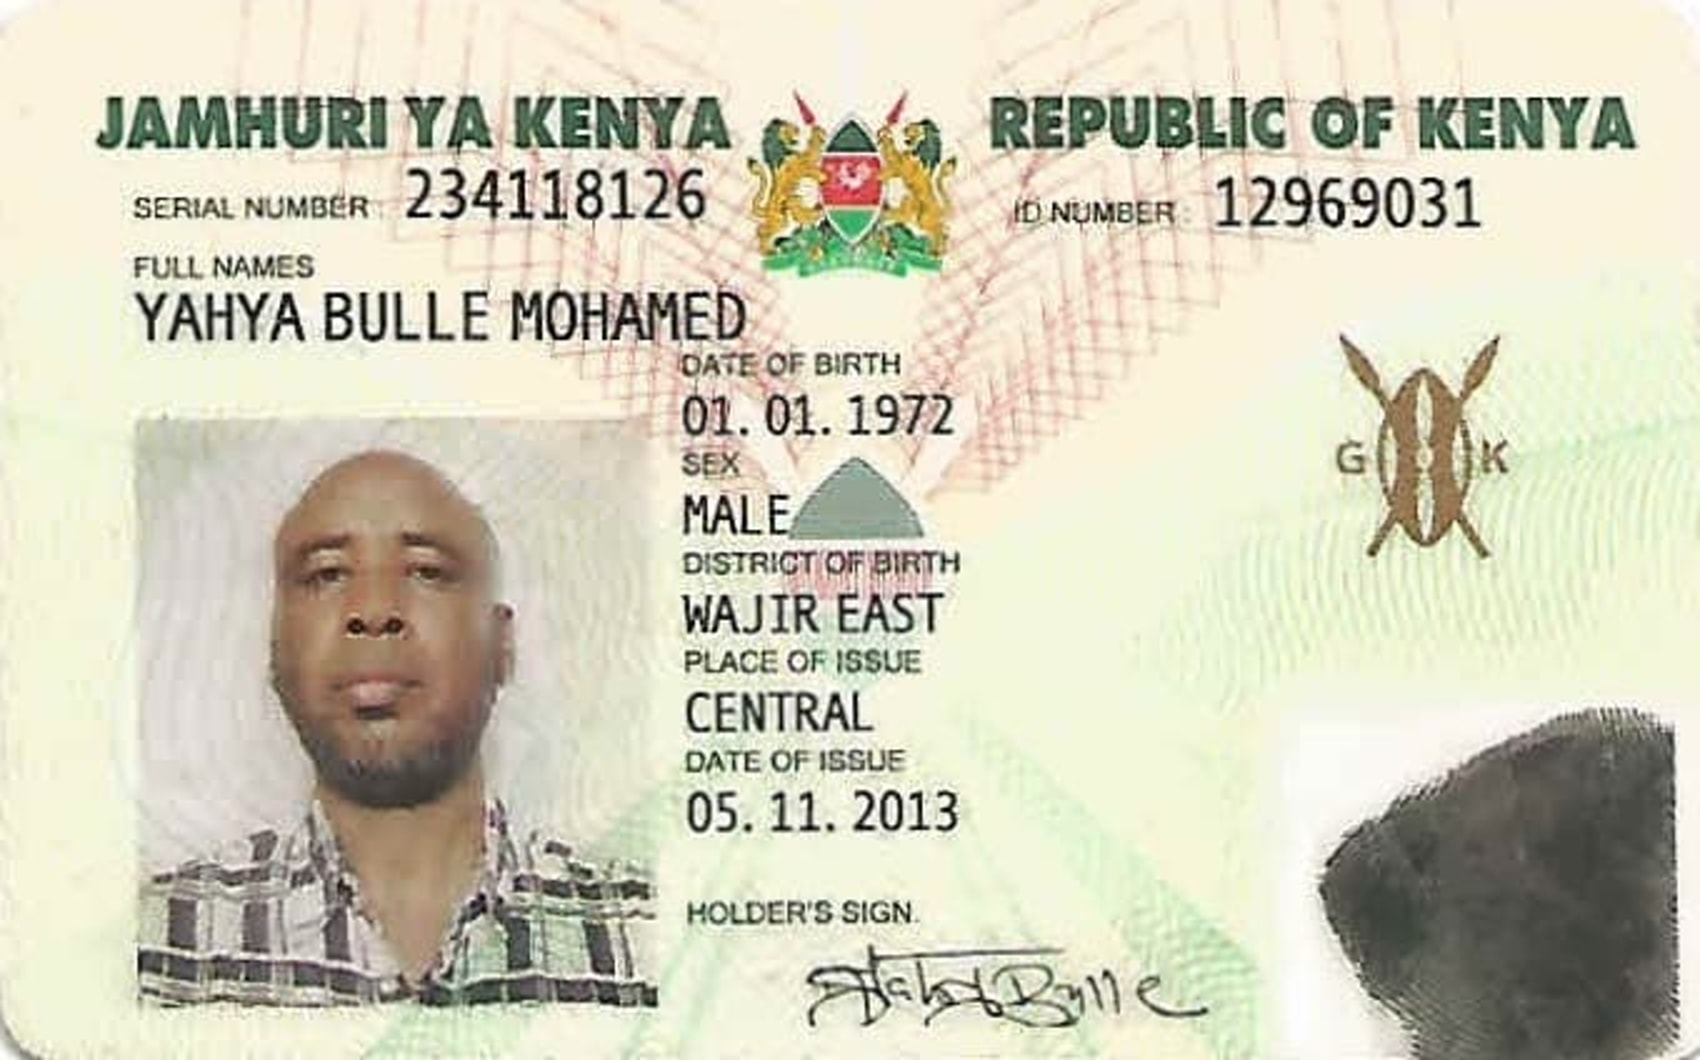 JAMHURI YA KENYA REPUBLIC OF KENYA
SERIAL NUMBER : 234118126 ID NUMBER : 12969031
FULL NAMES
YAHYA BULLE MOHAMED
DATE OF BIRTH
01. 01. 1972
SEX
MALE
DISTRICT OF BIRTH
WAJIR EAST
PLACE OF ISSUE
CENTRAL
DATE OF ISSUE
05. 11. 2013
HOLDER'S SIGN.
G K